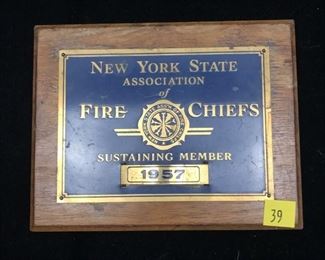 NEW YORK STATE
ASSOCIATION
of
FIRE CHIEFS
SUSTAINING MEMBER
1957
39